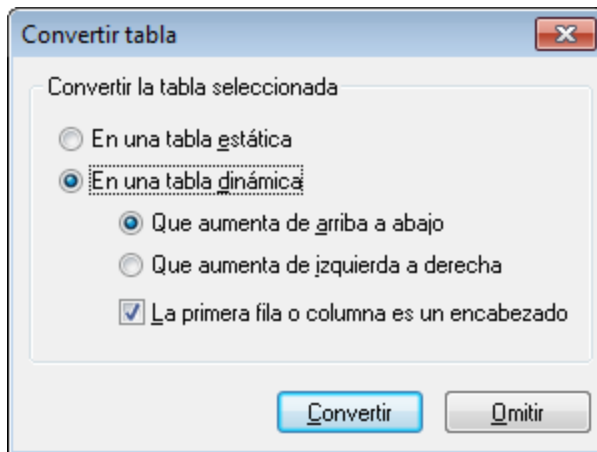 Convertir tabla
Convertir la tabla seleccionada
En una tabla estática
En una tabla dinámica
Que aumenta de arriba a abajo
Que aumenta de izquierda a derecha
La primera fila o columna es un encabezado
Convertir
Omitir